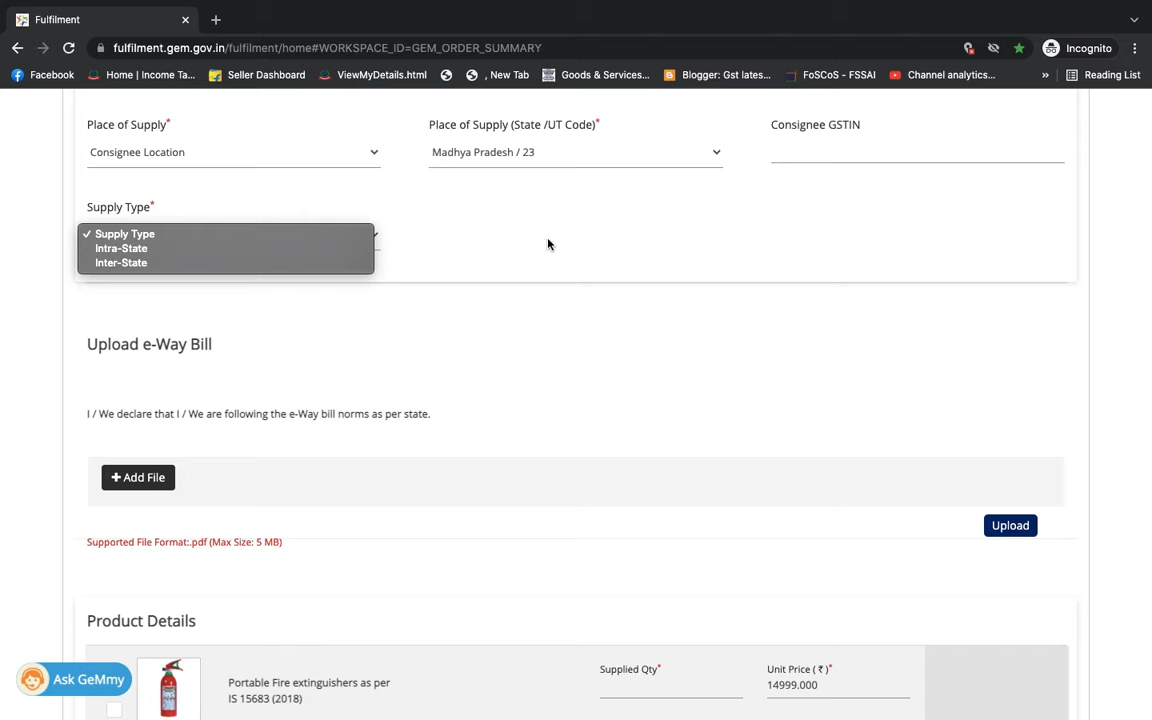 Fulfilment
fulfilment.gem.gov.in/fulfilment/home#WORKSPACE_ID=GEM_ORDER_SUMMARY
Incognito
Facebook
Home | Income Ta...
Seller Dashboard
ViewMyDetails.html
, New Tab
Goods & Services...
Blogger: Gst lates...
FoSCoS - FSSAI
Channel analytics...
»
Reading List
Place of Supply*
Place of Supply (State /UT Code)*
Consignee GSTIN
Consignee Location
Madhya Pradesh / 23
Supply Type*
✓ Supply Type
Intra-State
Inter-State
Upload e-Way Bill
I / We declare that I / We are following the e-Way bill norms as per state.
+ Add File
Upload
Supported File Format:.pdf (Max Size: 5 MB)
Product Details
Supplied Qty*
Unit Price ( ₹ )*
Ask GeMmy
Portable Fire extinguishers as per
14999.000
IS 15683 (2018)